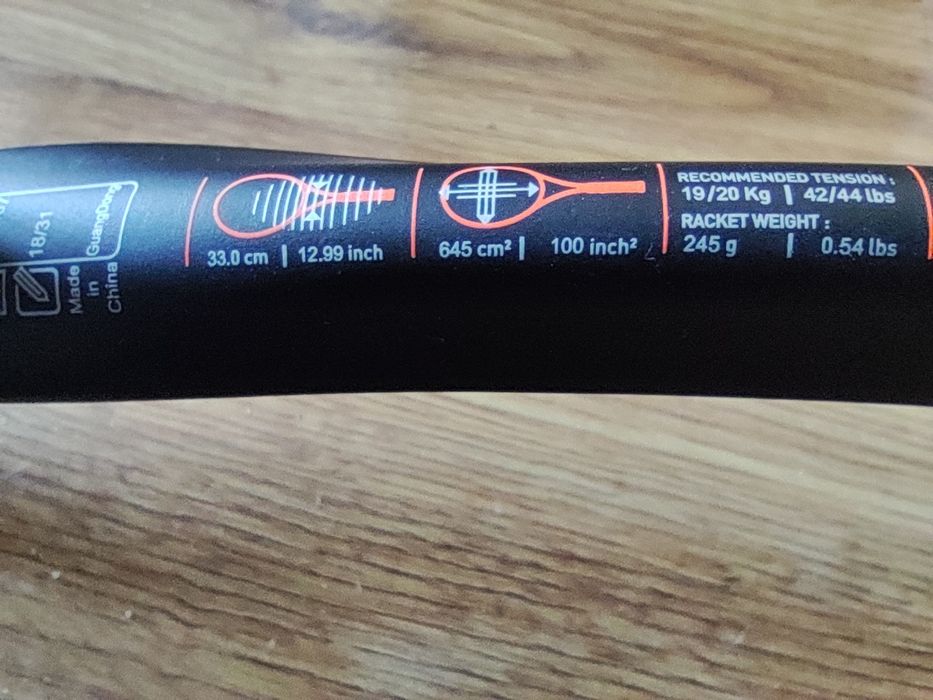 18/31
GuangDong
Made
in
China
33.0 cm | 12.99 inch
645 cm² | 100 inch²
RECOMMENDED TENSION :
19/20 Kg | 42/44 lbs
RACKET WEIGHT :
245 g | 0.54 lbs